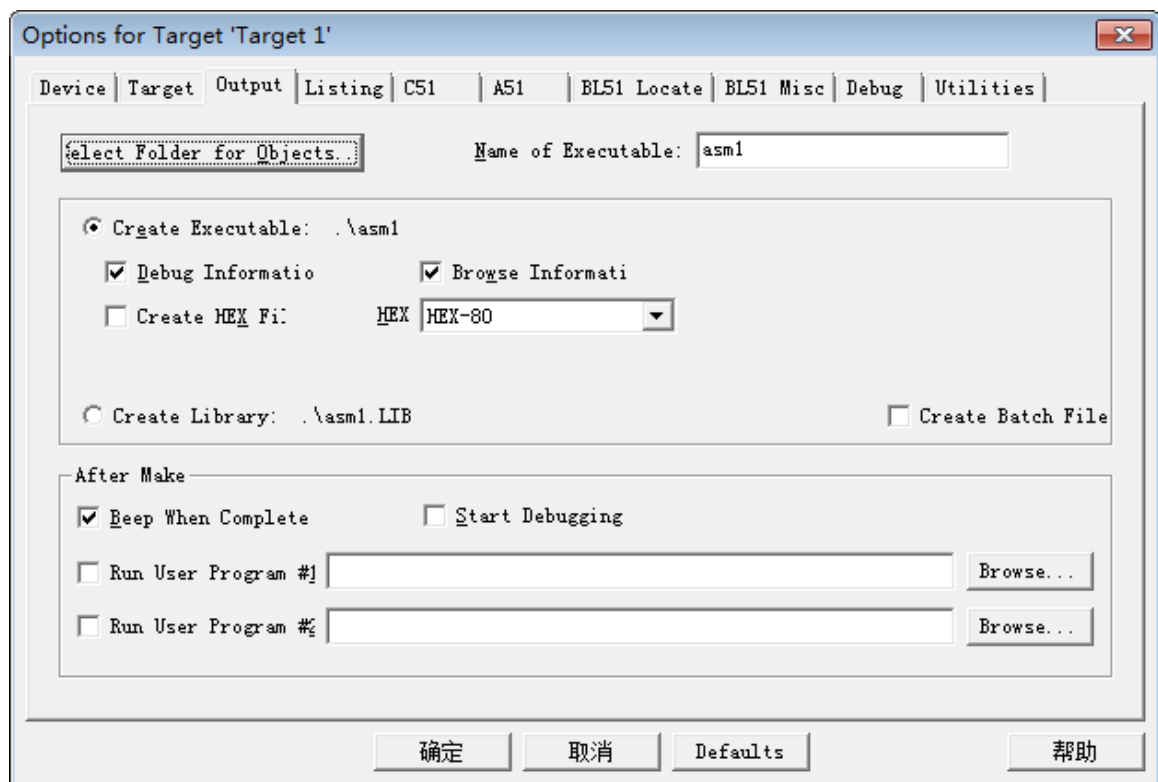 Options for Target 'Target 1'
Device Target Output Listing C51 A51 BL51 Locate BL51 Misc Debug Utilities
elect Folder for Objects.. Name of Executable: asm1
Create Executable: .\asm1
Debug Informatio Browse Informati
Create HEX Fi HEX HEX-80
Create Library: .\asm1.LIB Create Batch File
After Make
Beep When Complete Start Debugging
Run User Program #1 Browse...
Run User Program #2 Browse...
确定 取消 Defaults 帮助